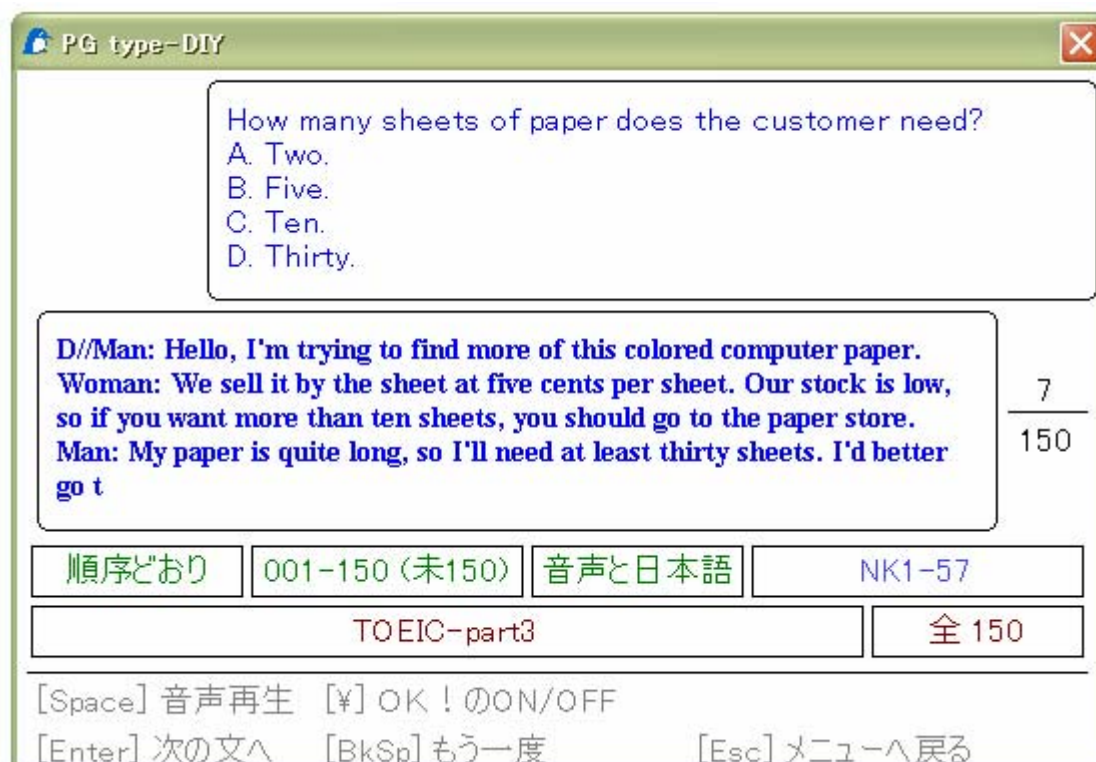 PG type-DIY
How many sheets of paper does the customer need?
A. Two.
B. Five.
C. Ten.
D. Thirty.
D//Man: Hello, I'm trying to find more of this colored computer paper.
Woman: We sell it by the sheet at five cents per sheet. Our stock is low,
so if you want more than ten sheets, you should go to the paper store.
Man: My paper is quite long, so I'll need at least thirty sheets. I'd better
go t
7
150
順序どおり 001-150 (未150) 音声と日本語 NK1-57
TOEIC-part3 全 150
[Space] 音声再生 [¥] OK！のON/OFF
[Enter] 次の文へ [BkSp] もう一度 [Esc] メニューへ戻る